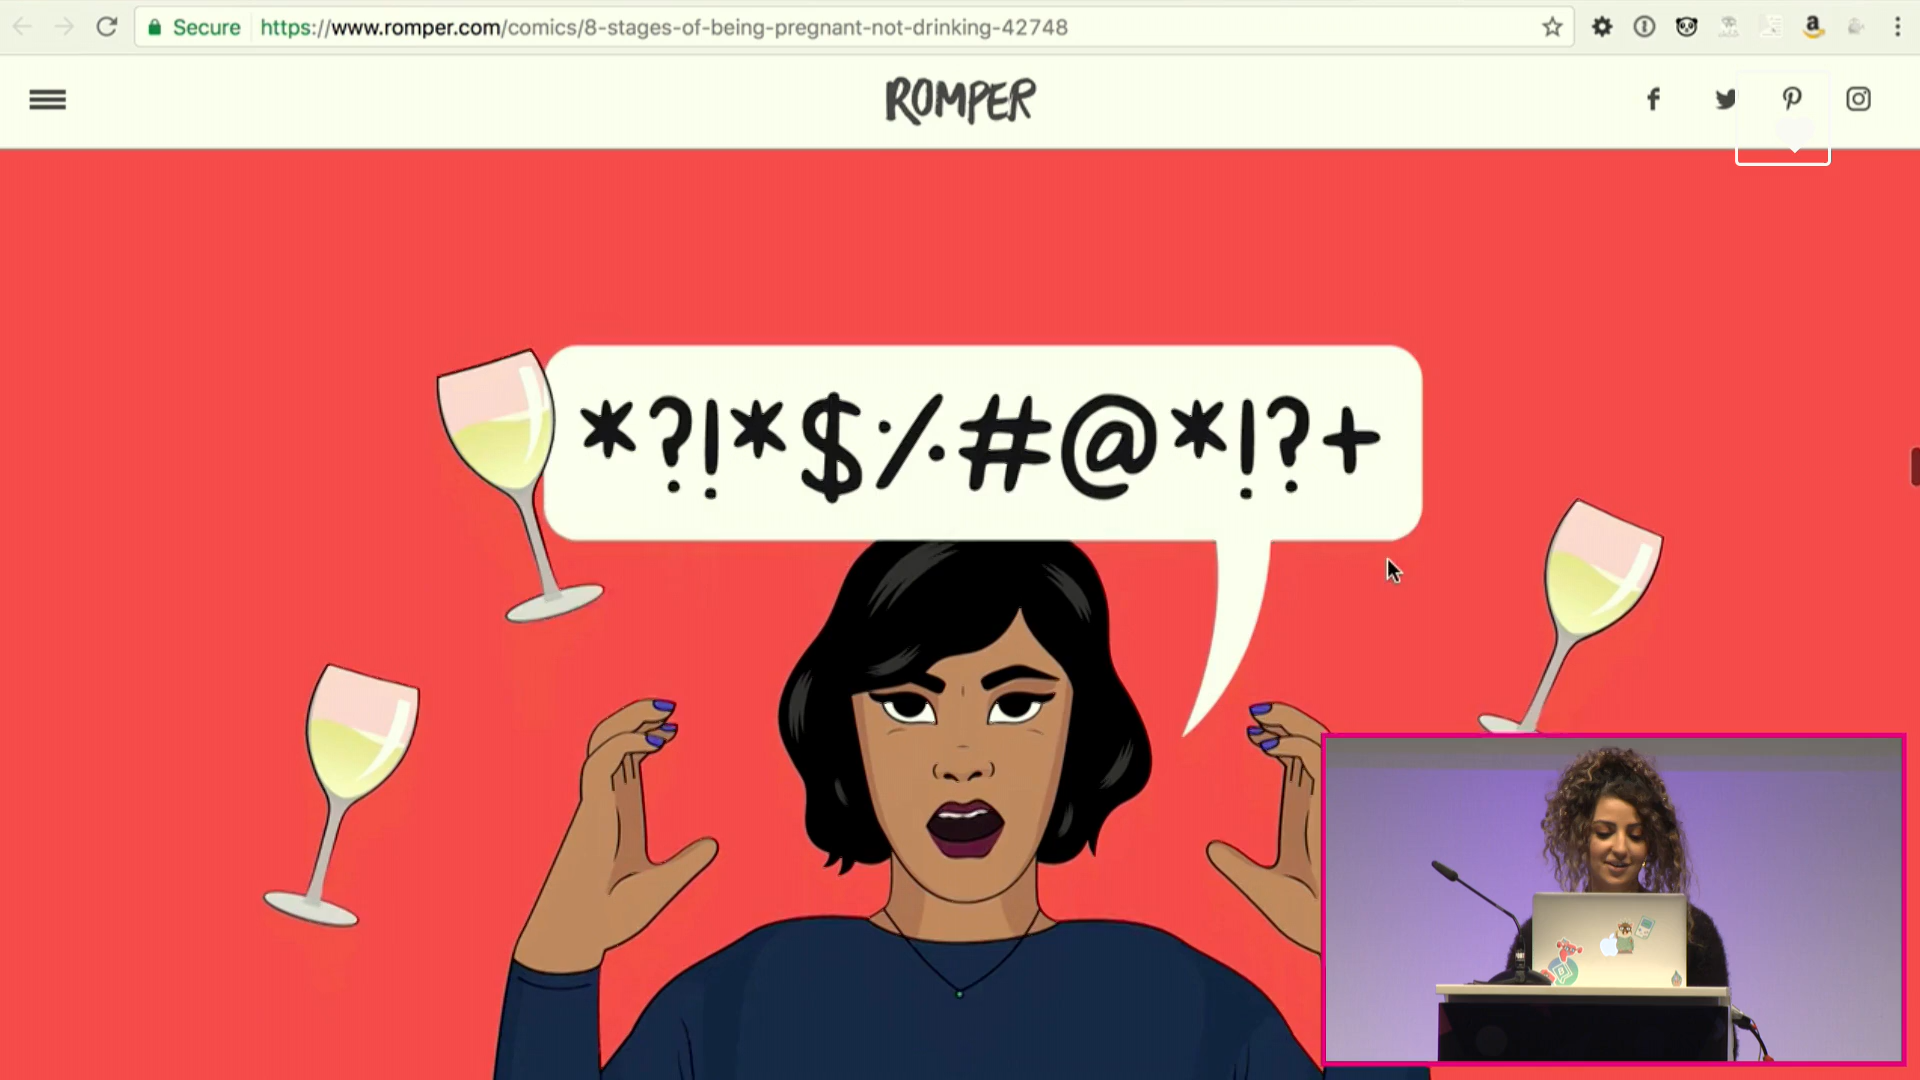 Secure https://www.romper.com/comics/8-stages-of-being-pregnant-not-drinking-42748
ROMPER
*?!*$%#@*!?+